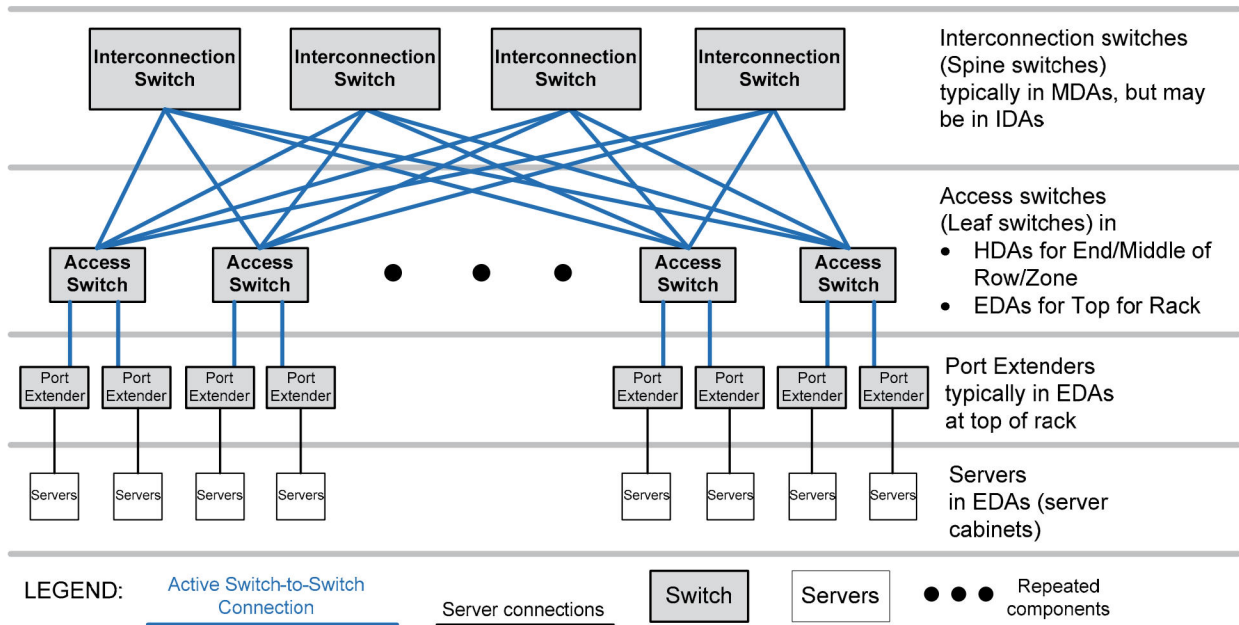 Interconnection
Switch
Interconnection
Switch
Interconnection
Switch
Interconnection
Switch
Interconnection switches
(Spine switches)
typically in MDAs, but may
be in IDAs
Access
Switch
Access
Switch
Access
Switch
Access
Switch
Access switches
(Leaf switches) in
• HDAs for End/Middle of
Row/Zone
• EDAs for Top for Rack
Port
Extender
Port
Extender
Port
Extender
Port
Extender
Port
Extender
Port
Extender
Port
Extender
Port
Extender
Port Extenders
typically in EDAs
at top of rack
Servers
Servers
Servers
Servers
Servers
Servers
Servers
Servers
Servers
in EDAs (server
cabinets)
LEGEND:
Active Switch-to-Switch
Connection
Server connections
Switch
Servers
Repeated
components